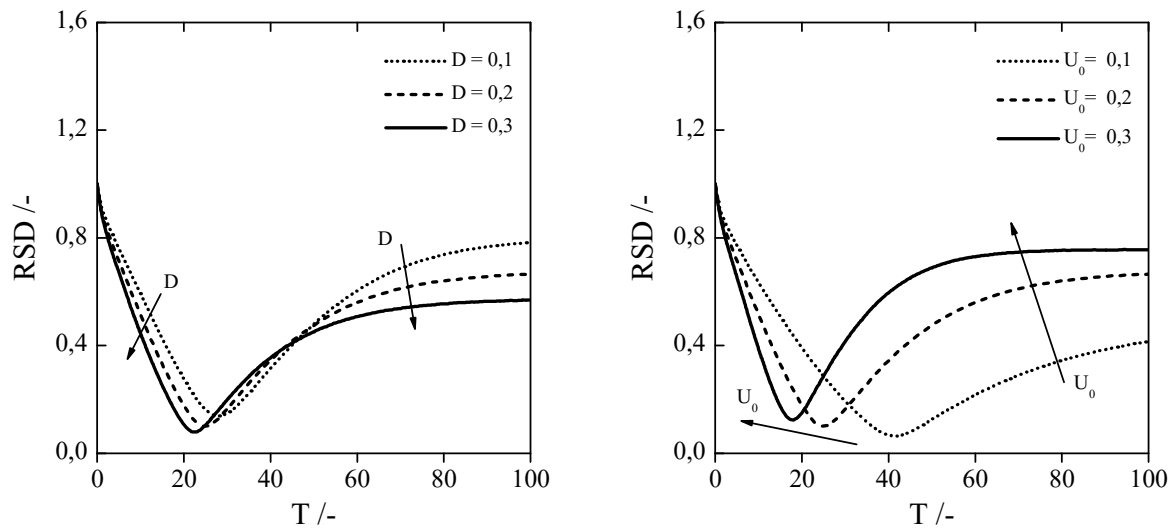 1,6
1,2
0,8
0,4
0,0
RSD /-
D = 0,1
D = 0,2
D = 0,3
D
D
0 20 40 60 80 100
T /-
1,6
1,2
0,8
0,4
0,0
RSD /-
U₀= 0,1
U₀= 0,2
U₀= 0,3
U₀
U₀
0 20 40 60 80 100
T /-